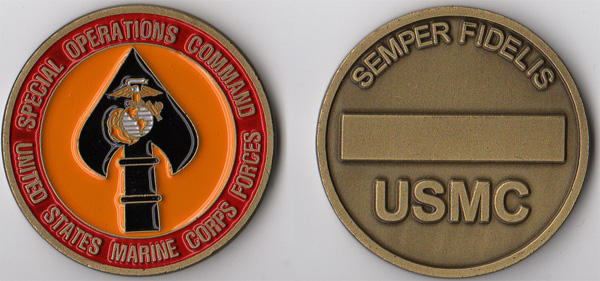 SPECIAL OPERATIONS COMMAND
UNITED STATES MARINE CORPS FORCES
SEMPER FIDELIS
USMC